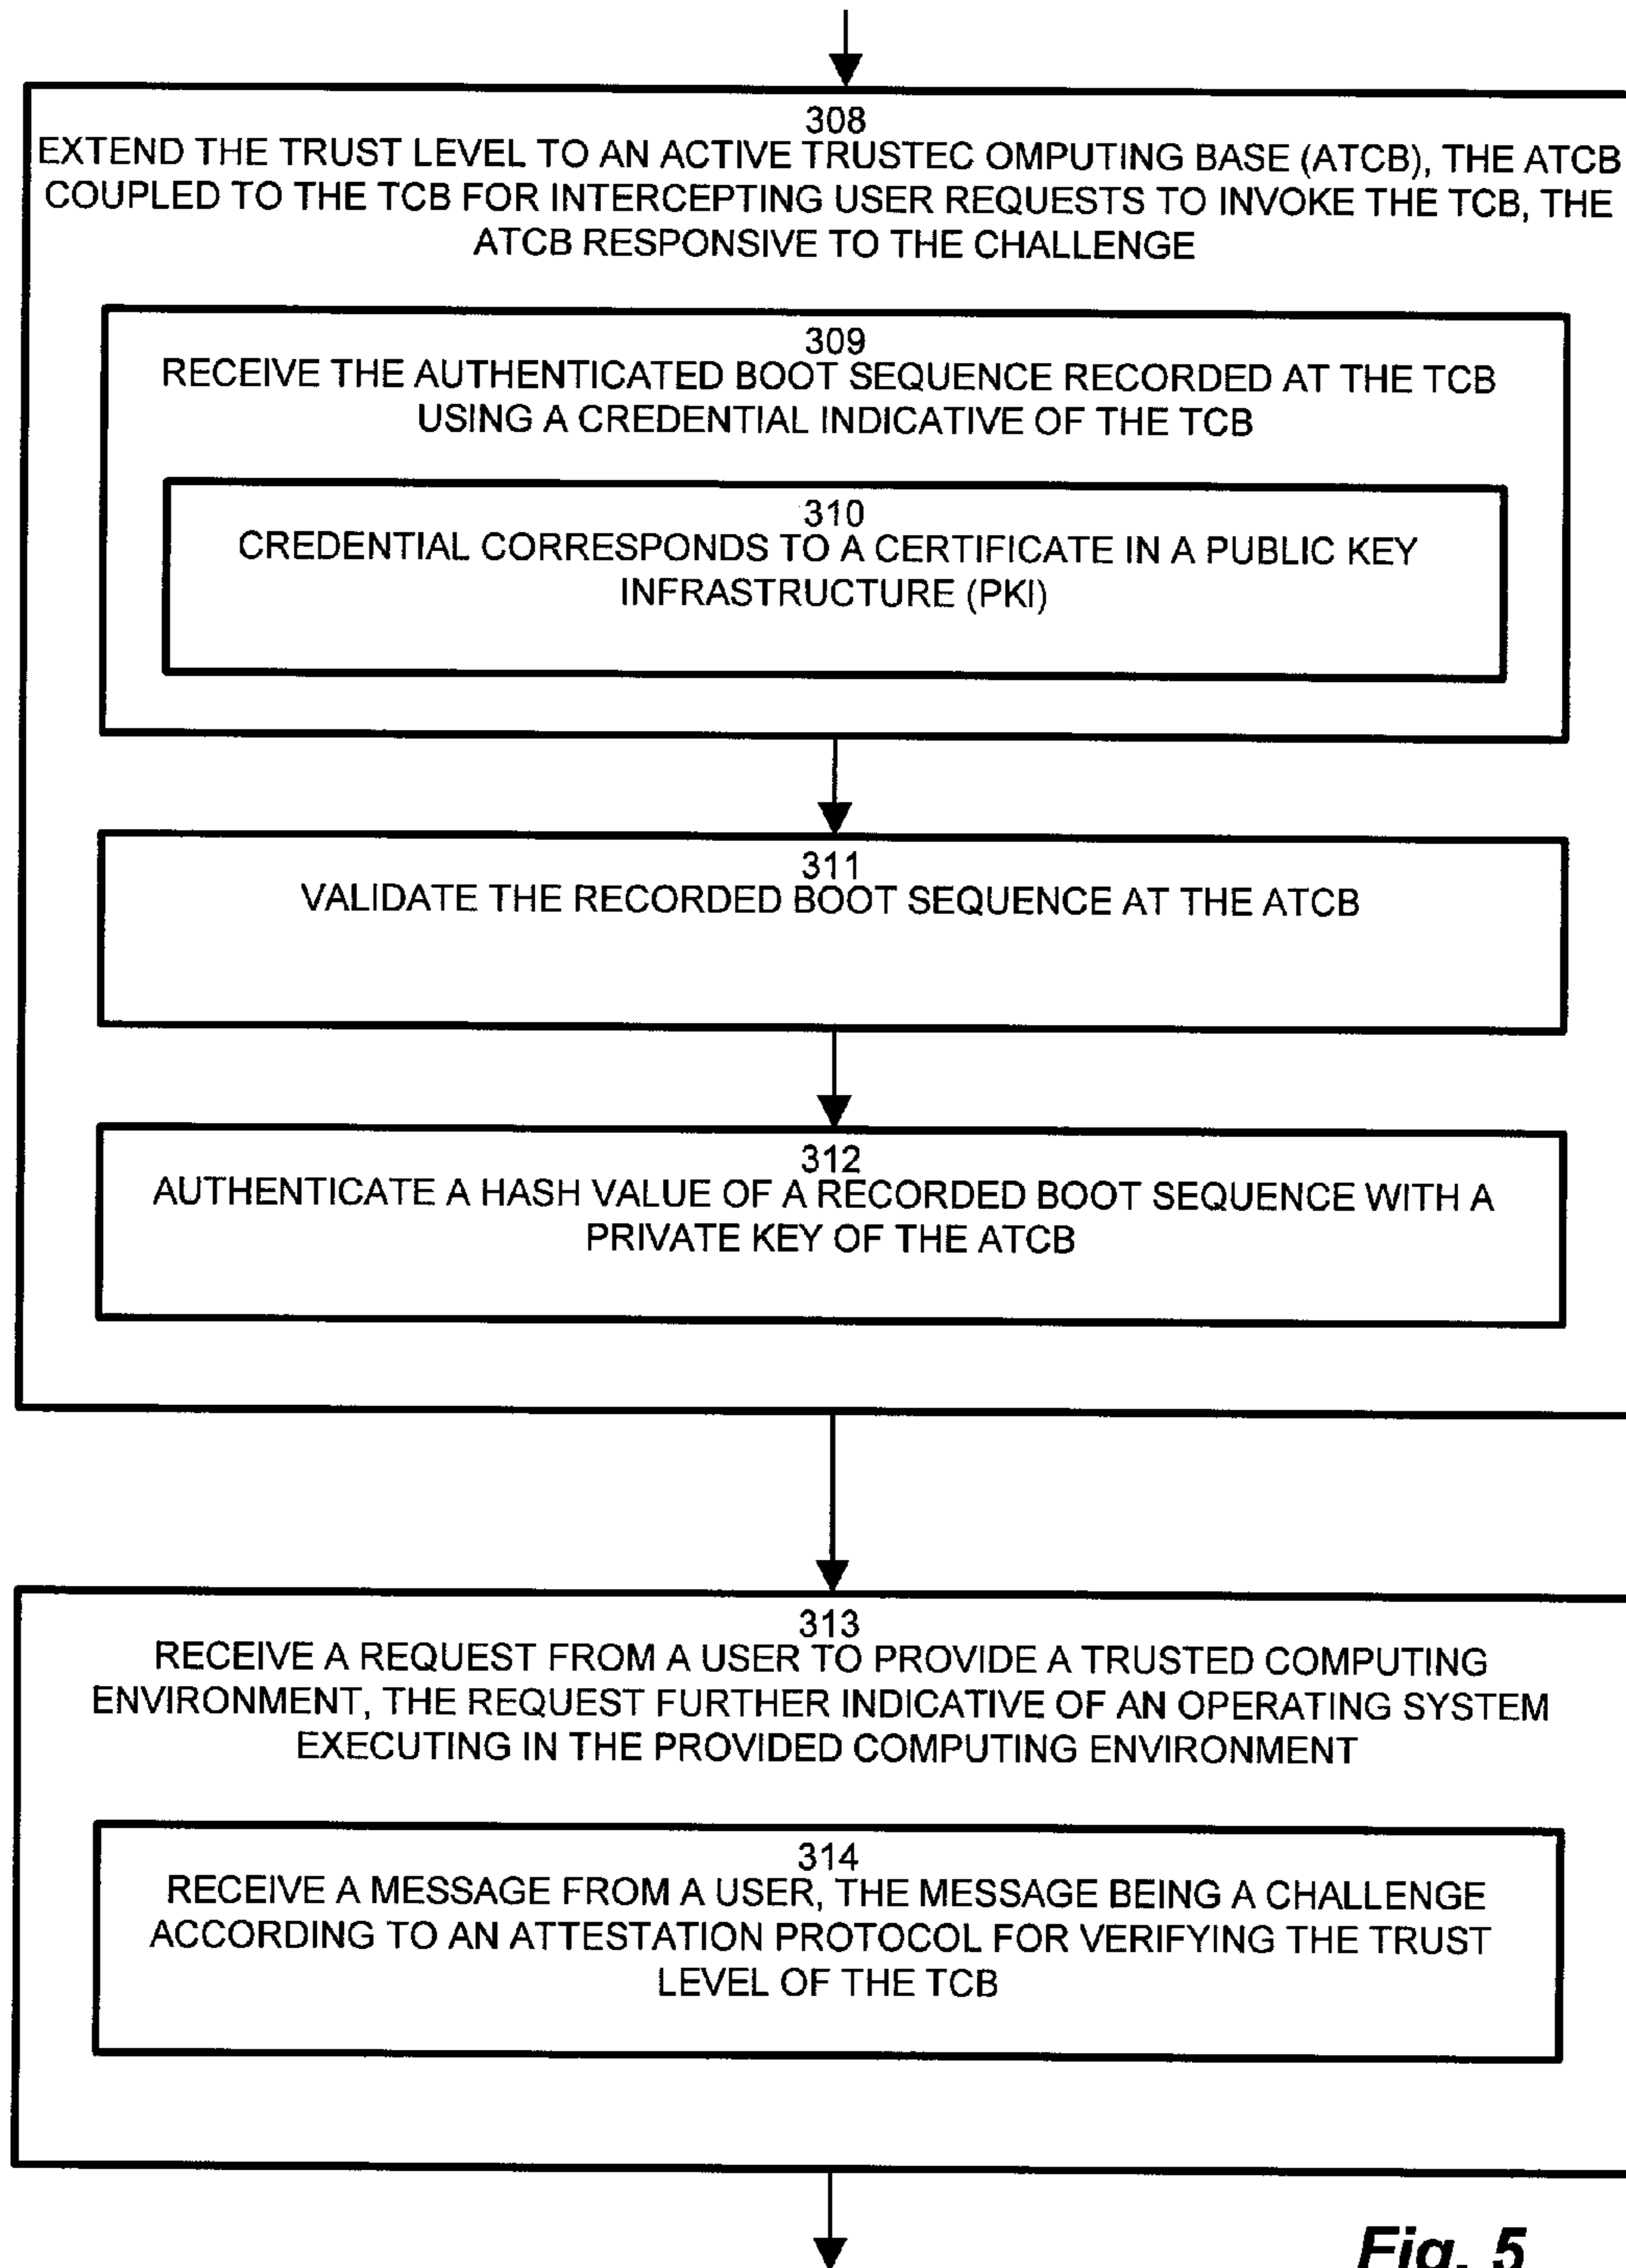 308
EXTEND THE TRUST LEVEL TO AN ACTIVE TRUSTEC OMPUTING BASE (ATCB), THE ATCB
COUPLED TO THE TCB FOR INTERCEPTING USER REQUESTS TO INVOKE THE TCB, THE
ATCB RESPONSIVE TO THE CHALLENGE
309
RECEIVE THE AUTHENTICATED BOOT SEQUENCE RECORDED AT THE TCB
USING A CREDENTIAL INDICATIVE OF THE TCB
310
CREDENTIAL CORRESPONDS TO A CERTIFICATE IN A PUBLIC KEY
INFRASTRUCTURE (PKI)
311
VALIDATE THE RECORDED BOOT SEQUENCE AT THE ATCB
312
AUTHENTICATE A HASH VALUE OF A RECORDED BOOT SEQUENCE WITH A
PRIVATE KEY OF THE ATCB
313
RECEIVE A REQUEST FROM A USER TO PROVIDE A TRUSTED COMPUTING
ENVIRONMENT, THE REQUEST FURTHER INDICATIVE OF AN OPERATING SYSTEM
EXECUTING IN THE PROVIDED COMPUTING ENVIRONMENT
314
RECEIVE A MESSAGE FROM A USER, THE MESSAGE BEING A CHALLENGE
ACCORDING TO AN ATTESTATION PROTOCOL FOR VERIFYING THE TRUST
LEVEL OF THE TCB
Fig. 5